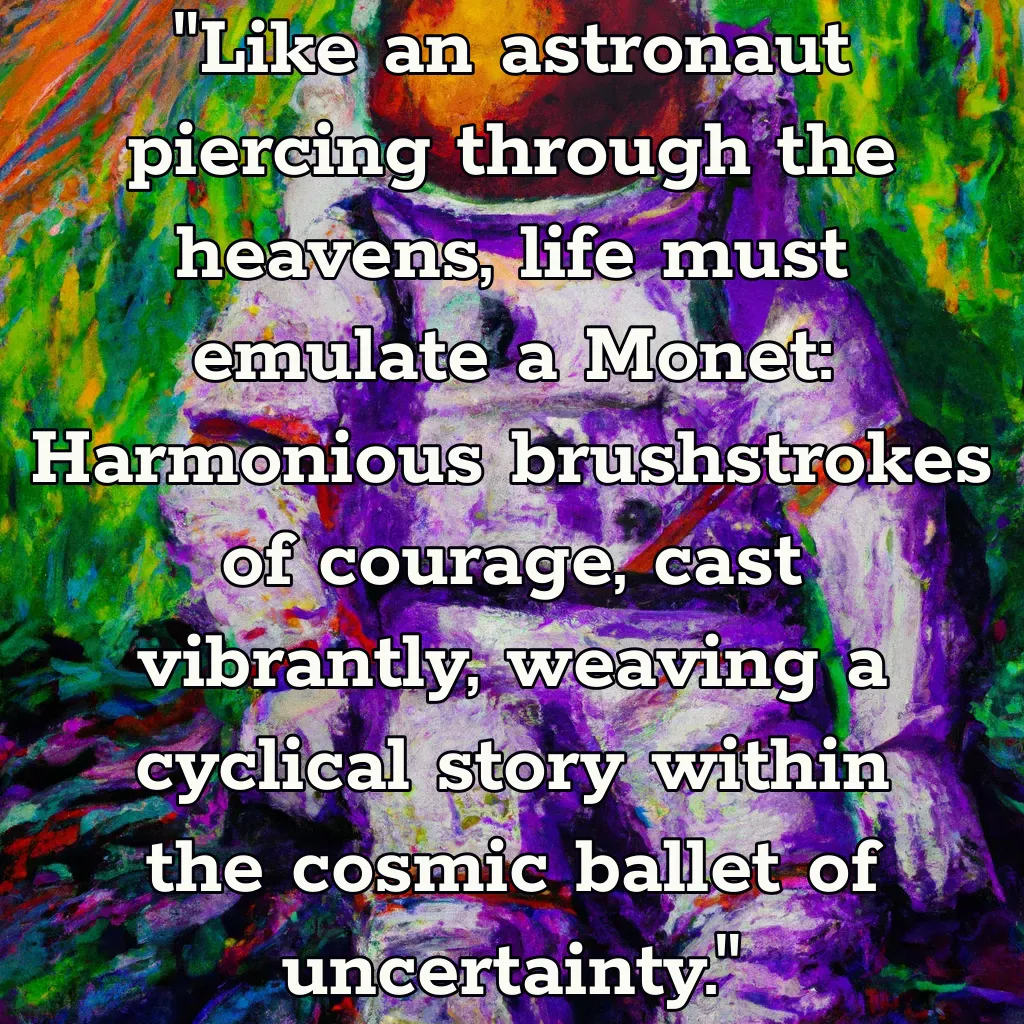 "Like an astronaut
piercing through the
heavens, life must
emulate a Monet:
Harmonious brushstrokes
of courage, cast
vibrantly, weaving a
cyclical story within
the cosmic ballet of
uncertainty."